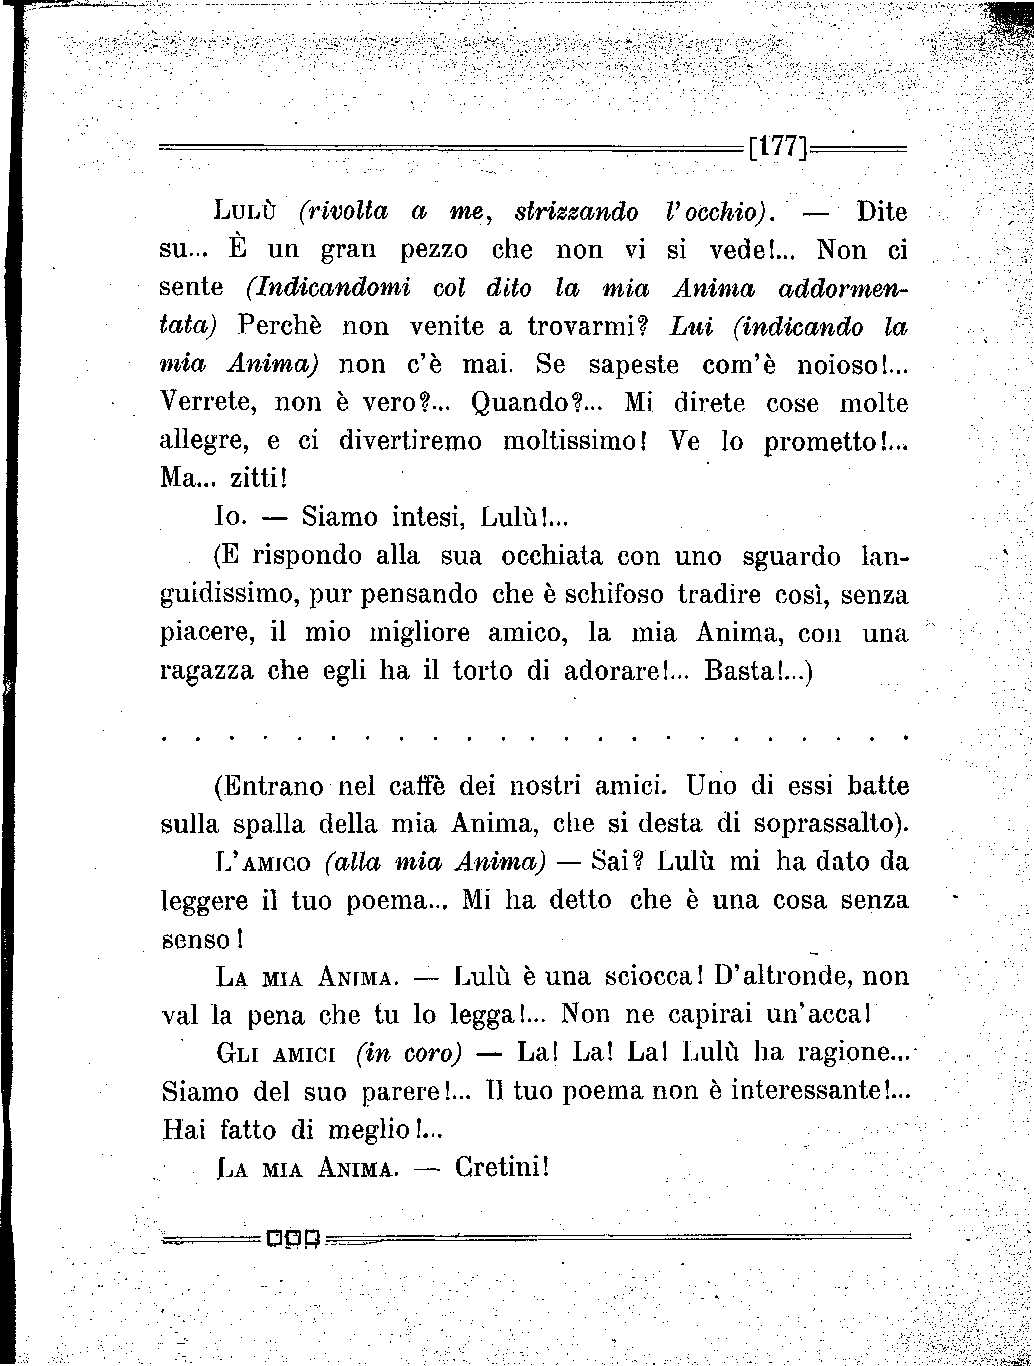 [177]
LULÙ (rivolta a me, strizzando l'occhio). — Dite
su... È un gran pezzo che non vi si vede!... Non ci
sente (Indicandomi col dito la mia Anima addormen-
tata) Perchè non venite a trovarmi? Lui (indicando la
mia Anima) non c'è mai. Se sapeste com'è noioso!...
Verrete, non è vero?... Quando?... Mi direte cose molte
allegre, e ci divertiremo moltissimo! Ve lo prometto!...
Ma... zitti!
Io. — Siamo intesi, Lulù!...
(E rispondo alla sua occhiata con uno sguardo lan-
guidissimo, pur pensando che è schifoso tradire così, senza
piacere, il mio migliore amico, la mia Anima, con una
ragazza che egli ha il torto di adorare!... Basta!...)
. . . . . . . . . . . . . . . . . . . . . . .
(Entrano nel caffè dei nostri amici. Uno di essi batte
sulla spalla della mia Anima, che si desta di soprassalto).
L'AMICO (alla mia Anima) — Sai? Lulù mi ha dato da
leggere il tuo poema... Mi ha detto che è una cosa senza
senso!
LA MIA ANIMA. — Lulù è una sciocca! D'altronde, non
val la pena che tu lo legga!... Non ne capirai un'acca!
GLI AMICI (in coro) — La! La! La! Lulù ha ragione...
Siamo del suo parere!... Il tuo poema non è interessante!...
Hai fatto di meglio!...
LA MIA ANIMA. — Cretini!